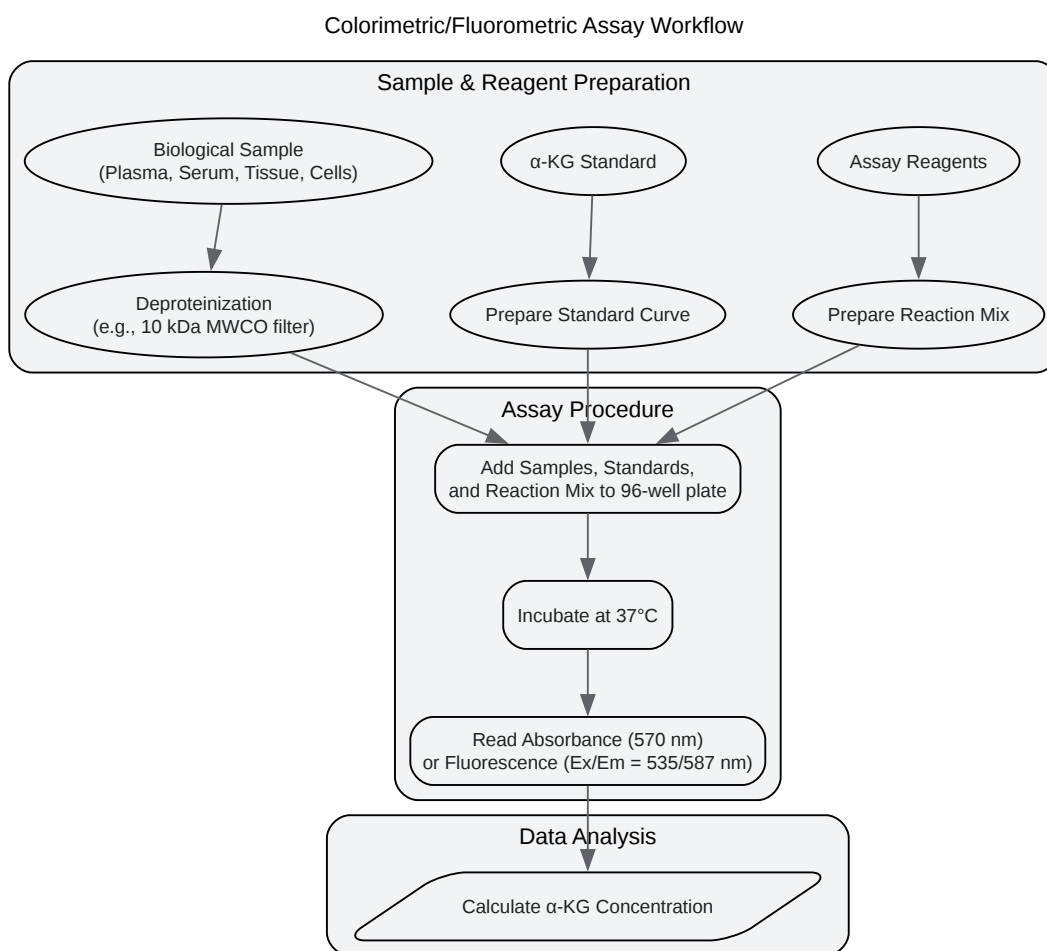 Colorimetric/Fluorometric Assay Workflow
Sample & Reagent Preparation
Biological Sample
(Plasma, Serum, Tissue, Cells)
α-KG Standard
Assay Reagents
Deproteinization
(e.g., 10 kDa MWCO filter)
Prepare Standard Curve
Prepare Reaction Mix
Assay Procedure
Add Samples, Standards,
and Reaction Mix to 96-well plate
Incubate at 37°C
Read Absorbance (570 nm)
or Fluorescence (Ex/Em = 535/587 nm)
Data Analysis
Calculate α-KG Concentration